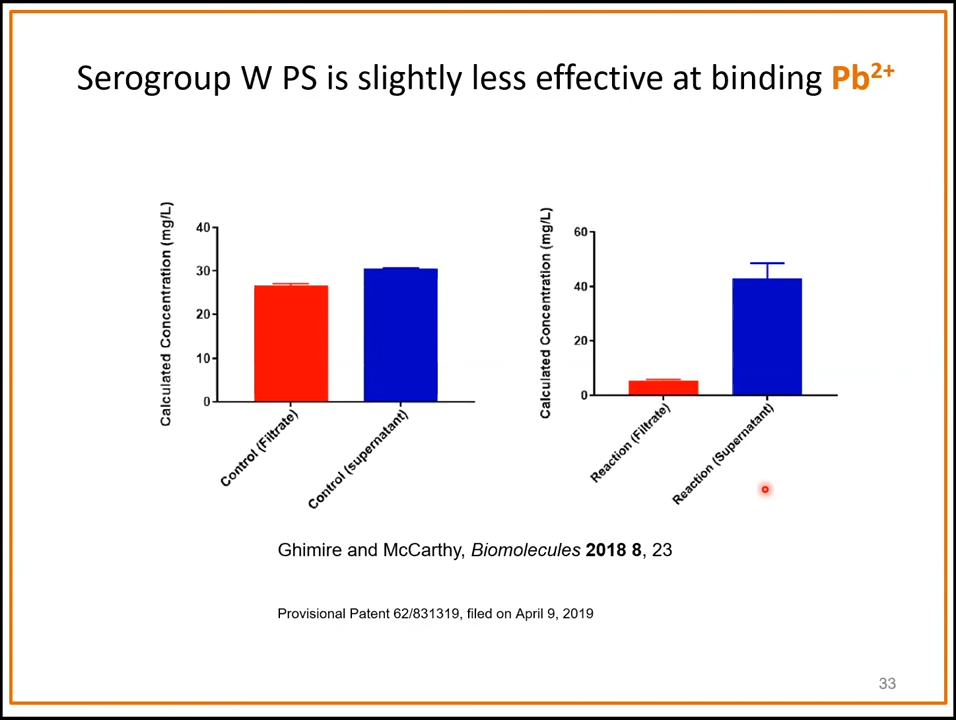 Serogroup W PS is slightly less effective at binding Pb²⁺
Calculated Concentration (mg/L)
40
30
20
10
0
Control (Filtrate)
Control (supernatant)
Calculated Concentration (mg/L)
60
40
20
0
Reaction (Filtrate)
Reaction (Supernatant)
Ghimire and McCarthy, Biomolecules 2018 8, 23
Provisional Patent 62/831319, filed on April 9, 2019
33